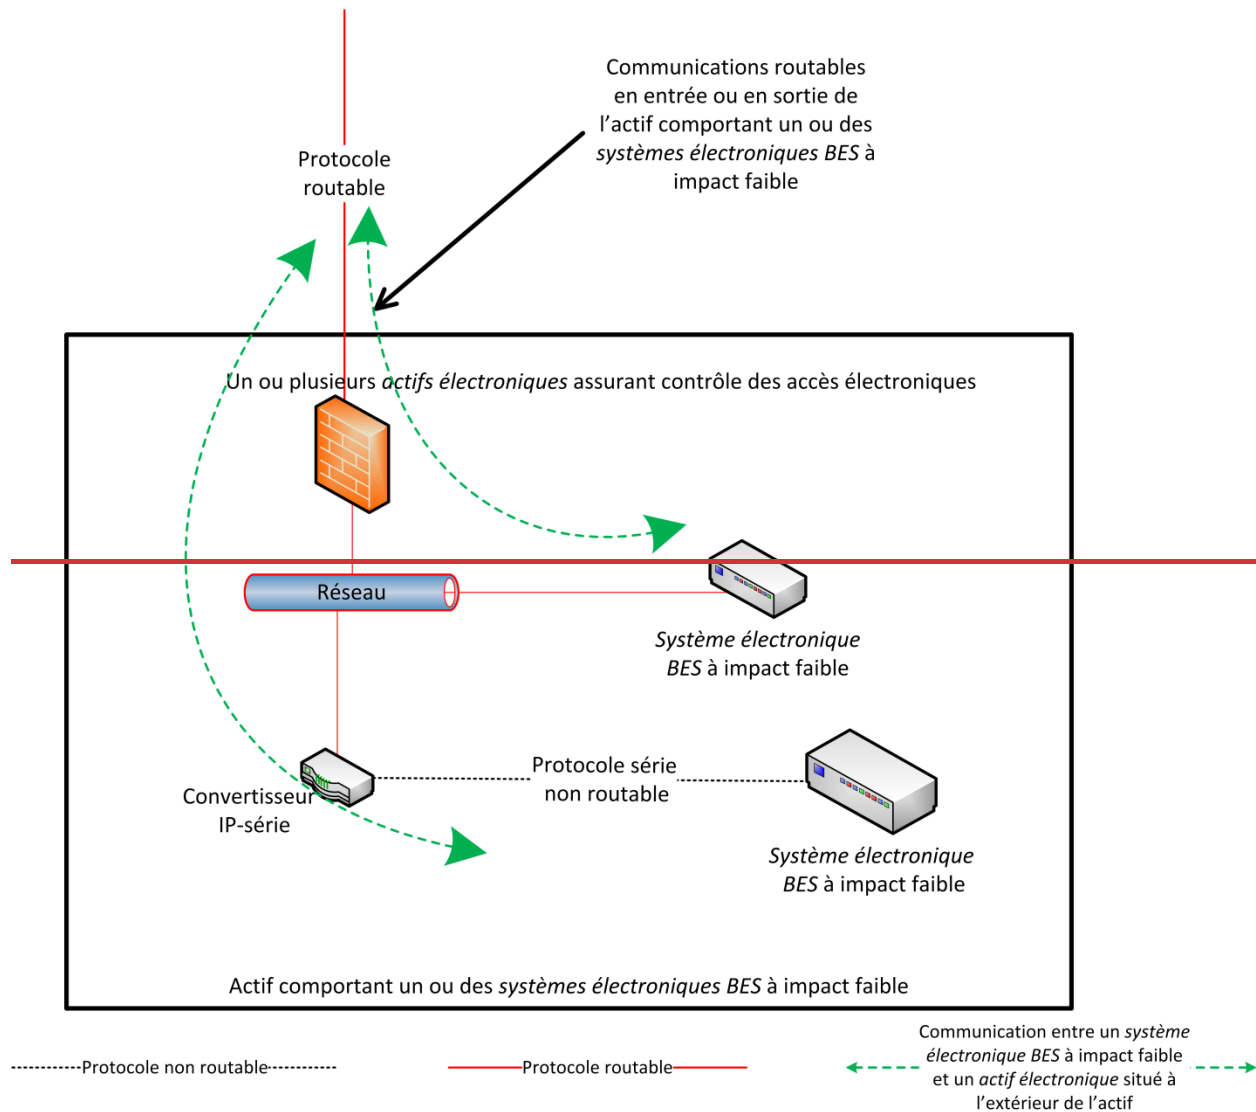 Communications routables
en entrée ou en sortie de
l'actif comportant un ou des
systèmes électroniques BES à
impact faible
Protocole
routable
Un ou plusieurs actifs électroniques assurant contrôle des accès électroniques
Réseau
Système électronique
BES à impact faible
Protocole série
non routable
Convertisseur
IP-série
Système électronique
BES à impact faible
Actif comportant un ou des systèmes électroniques BES à impact faible
Protocole non routable
Protocole routable
Communication entre un système
électronique BES à impact faible
et un actif électronique situé à
l'extérieur de l'actif